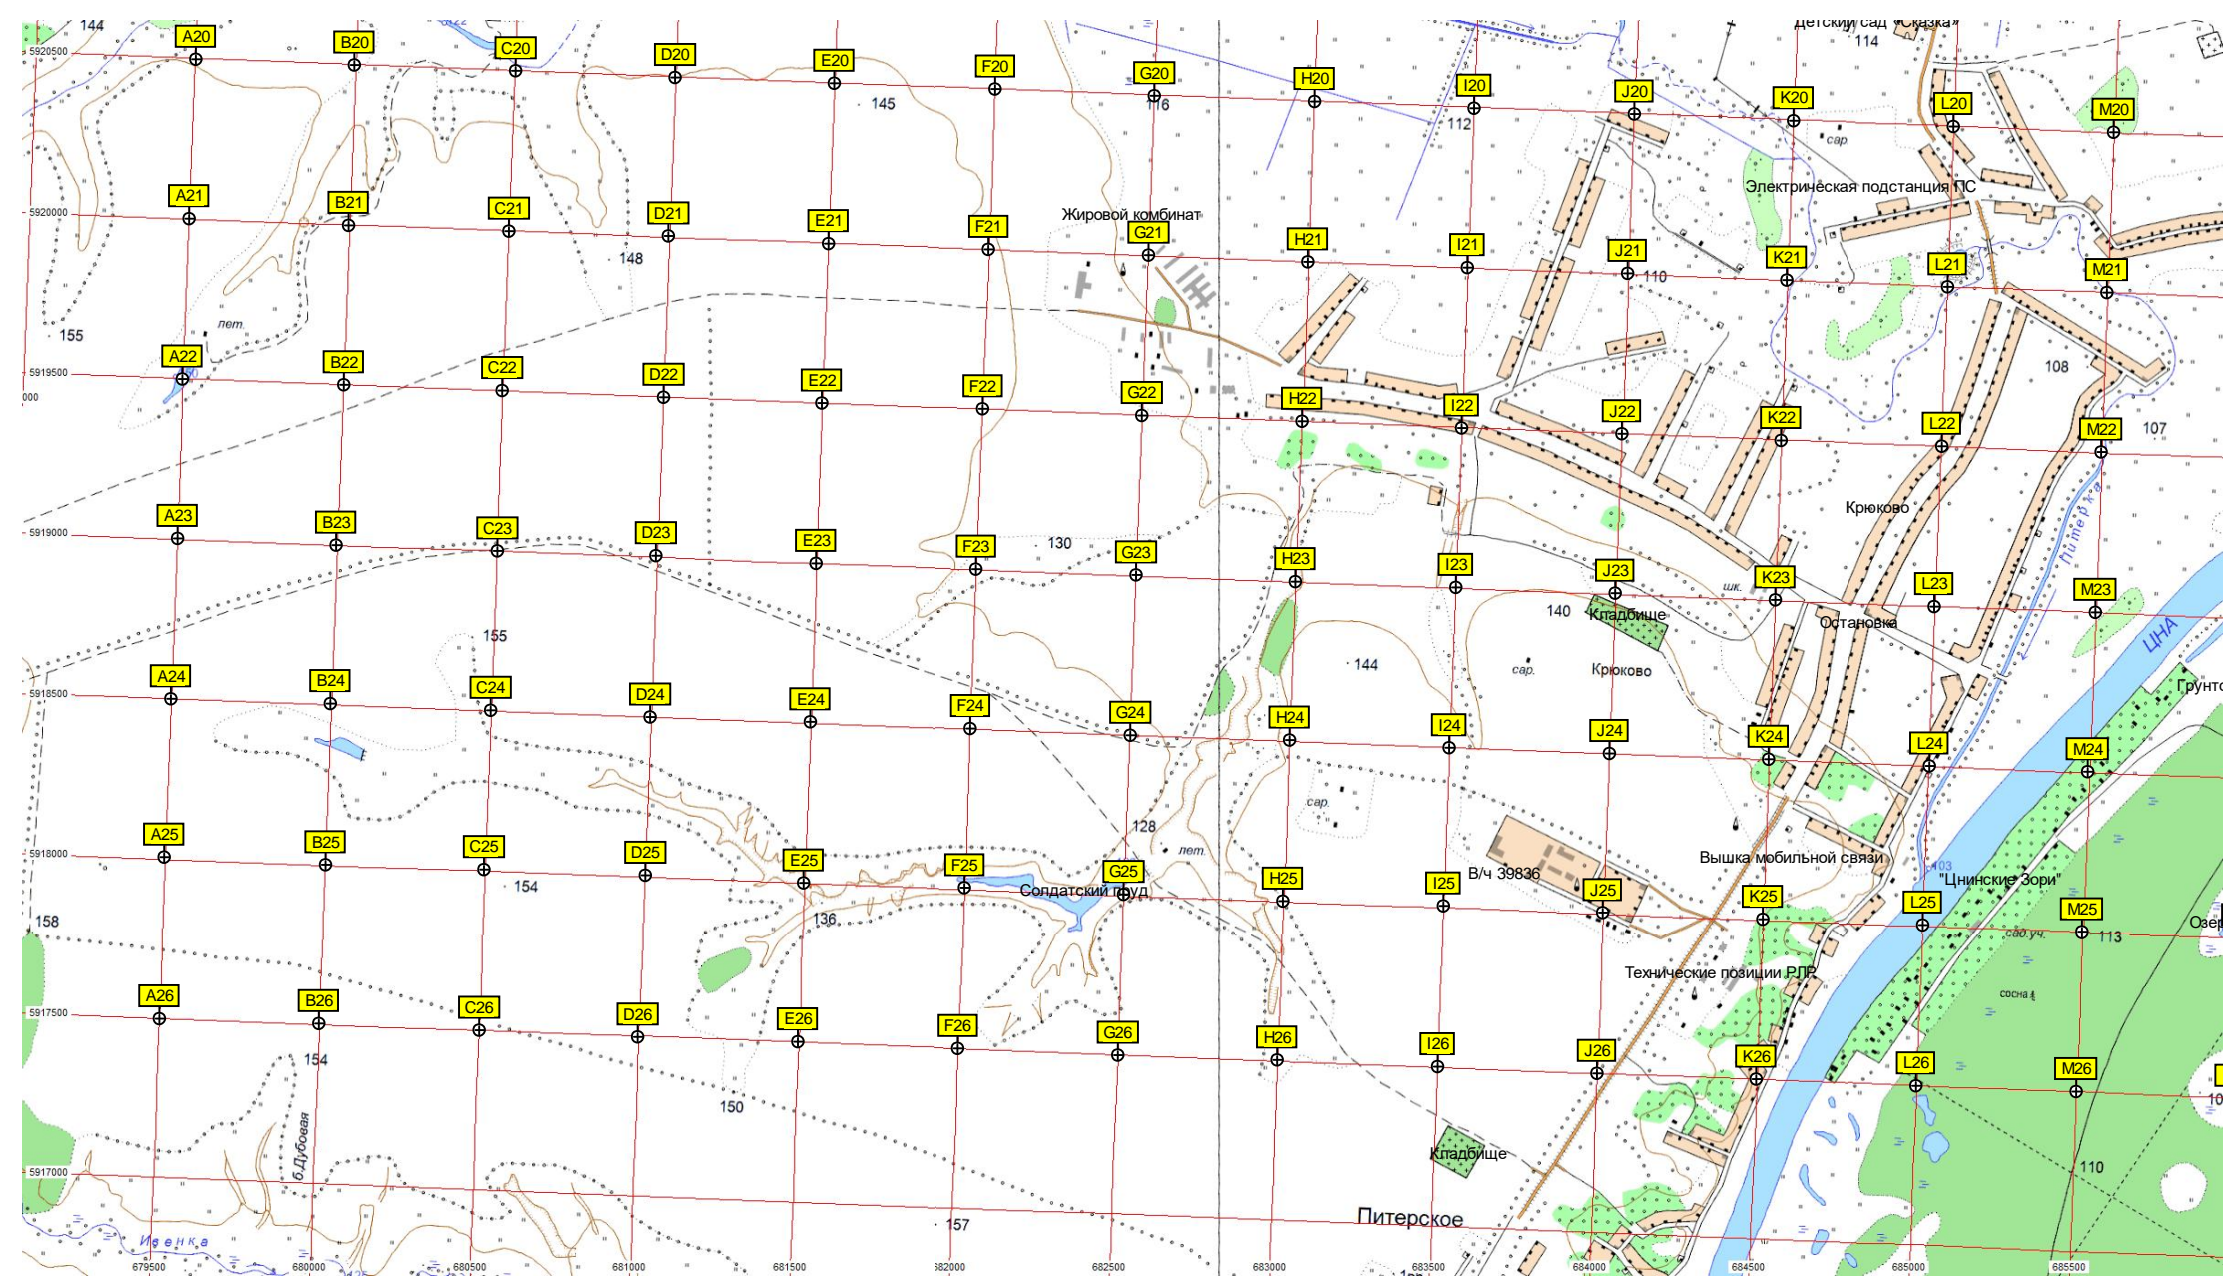 144
-122
Детский сад «Сказка»
114
5920500
A20
B20
C20
D20
E20
F20
G20
H20
I20
J20
K20
L20
M20
145
116
112
сар.
Электрическая подстанция ПС
5920000
A21
B21
C21
D21
E21
F21
G21
H21
I21
J21
K21
L21
M21
Жировой комбинат
148
110
155
лет.
108
5919500
000
A22
B22
C22
D22
E22
F22
G22
H22
I22
J22
K22
L22
M22
107
Крюково
Питерка
5919000
A23
B23
C23
D23
E23
F23
G23
H23
I23
J23
K23
L23
M23
130
шк.
140
Кладбище
Остановка
155
ЦНА
144
сар.
Крюково
Грунто
5918500
A24
B24
C24
D24
E24
F24
G24
H24
I24
J24
K24
L24
M24
сар.
128
лет.
5918000
A25
B25
C25
D25
E25
F25
G25
H25
I25
J25
K25
L25
M25
Вышка мобильной связи
103
В/ч 39836
"Цнинские Зори"
154
Солдатский пруд
158
136
сад.уч.
113
Озер
Технические позиции РЛР
сосна
5917500
A26
B26
C26
D26
E26
F26
G26
H26
I26
J26
K26
L26
M26
154
150
10
б.Дубовая
Кладбище
110
5917000
157
Питерское
Ивенка
679500
680000
680500
681000
681500
682000
682500
683000
683500
684000
684500
685000
685500